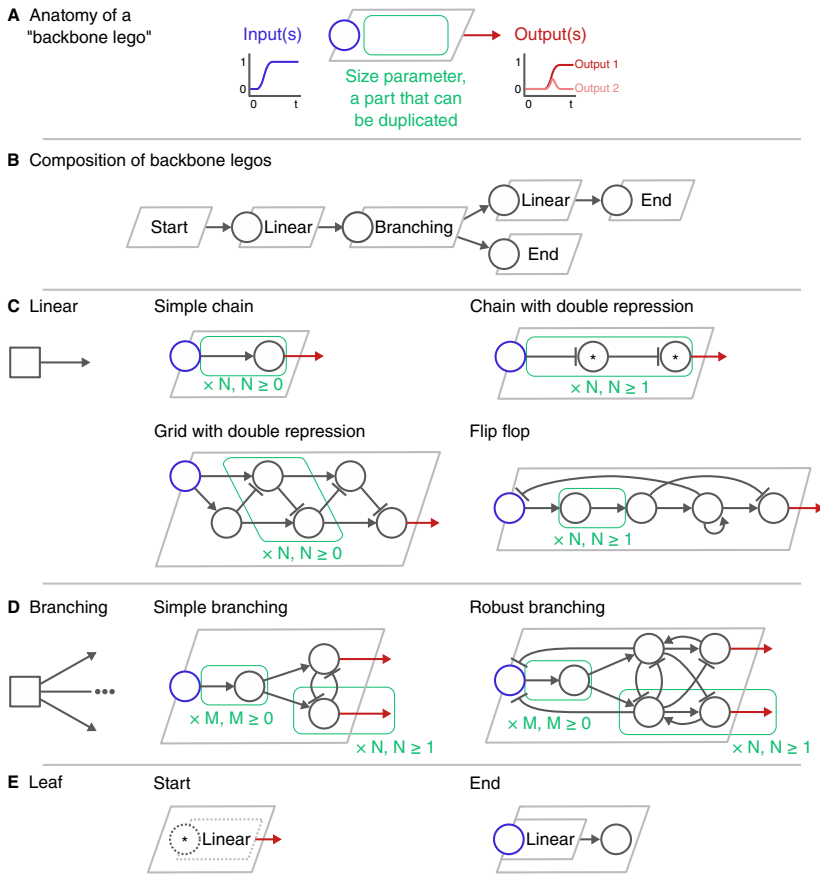 A Anatomy of a
"backbone lego"
Input(s)
Output(s)
1
0
0
t
Size parameter,
a part that can
be duplicated
1
0
0
t
Output 1
Output 2
B Composition of backbone legos
Start
Linear
Branching
Linear
End
End
C Linear
Simple chain
Chain with double repression
× N, N ≥ 0
*
*
× N, N ≥ 1
Grid with double repression
Flip flop
× N, N ≥ 0
× N, N ≥ 1
D Branching
Simple branching
Robust branching
× M, M ≥ 0
× N, N ≥ 1
× M, M ≥ 0
× N, N ≥ 1
E Leaf
Start
End
* Linear
Linear